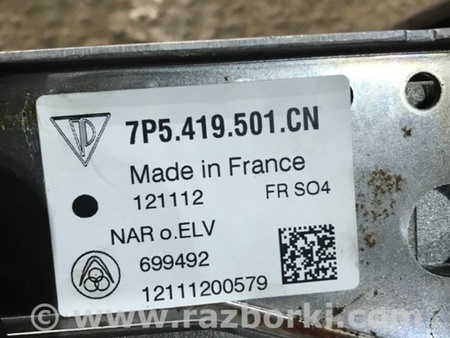 7P5.419.501.CN
Made in France
121112 FR SO4
NAR o.ELV
699492
12111200579
© www.razborki.com